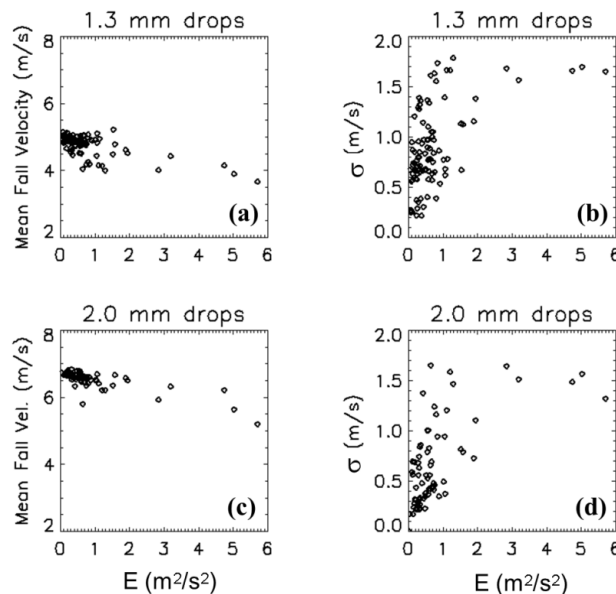 1.3 mm drops
Mean Fall Velocity (m/s)
8
6
4
2
0 1 2 3 4 5 6
(a)
1.3 mm drops
σ (m/s)
2.0
1.5
1.0
0.5
0.0
0 1 2 3 4 5 6
(b)
2.0 mm drops
Mean Fall Vel. (m/s)
8
6
4
2
0 1 2 3 4 5 6
(c)
E (m²/s²)
2.0 mm drops
σ (m/s)
2.0
1.5
1.0
0.5
0.0
0 1 2 3 4 5 6
(d)
E (m²/s²)